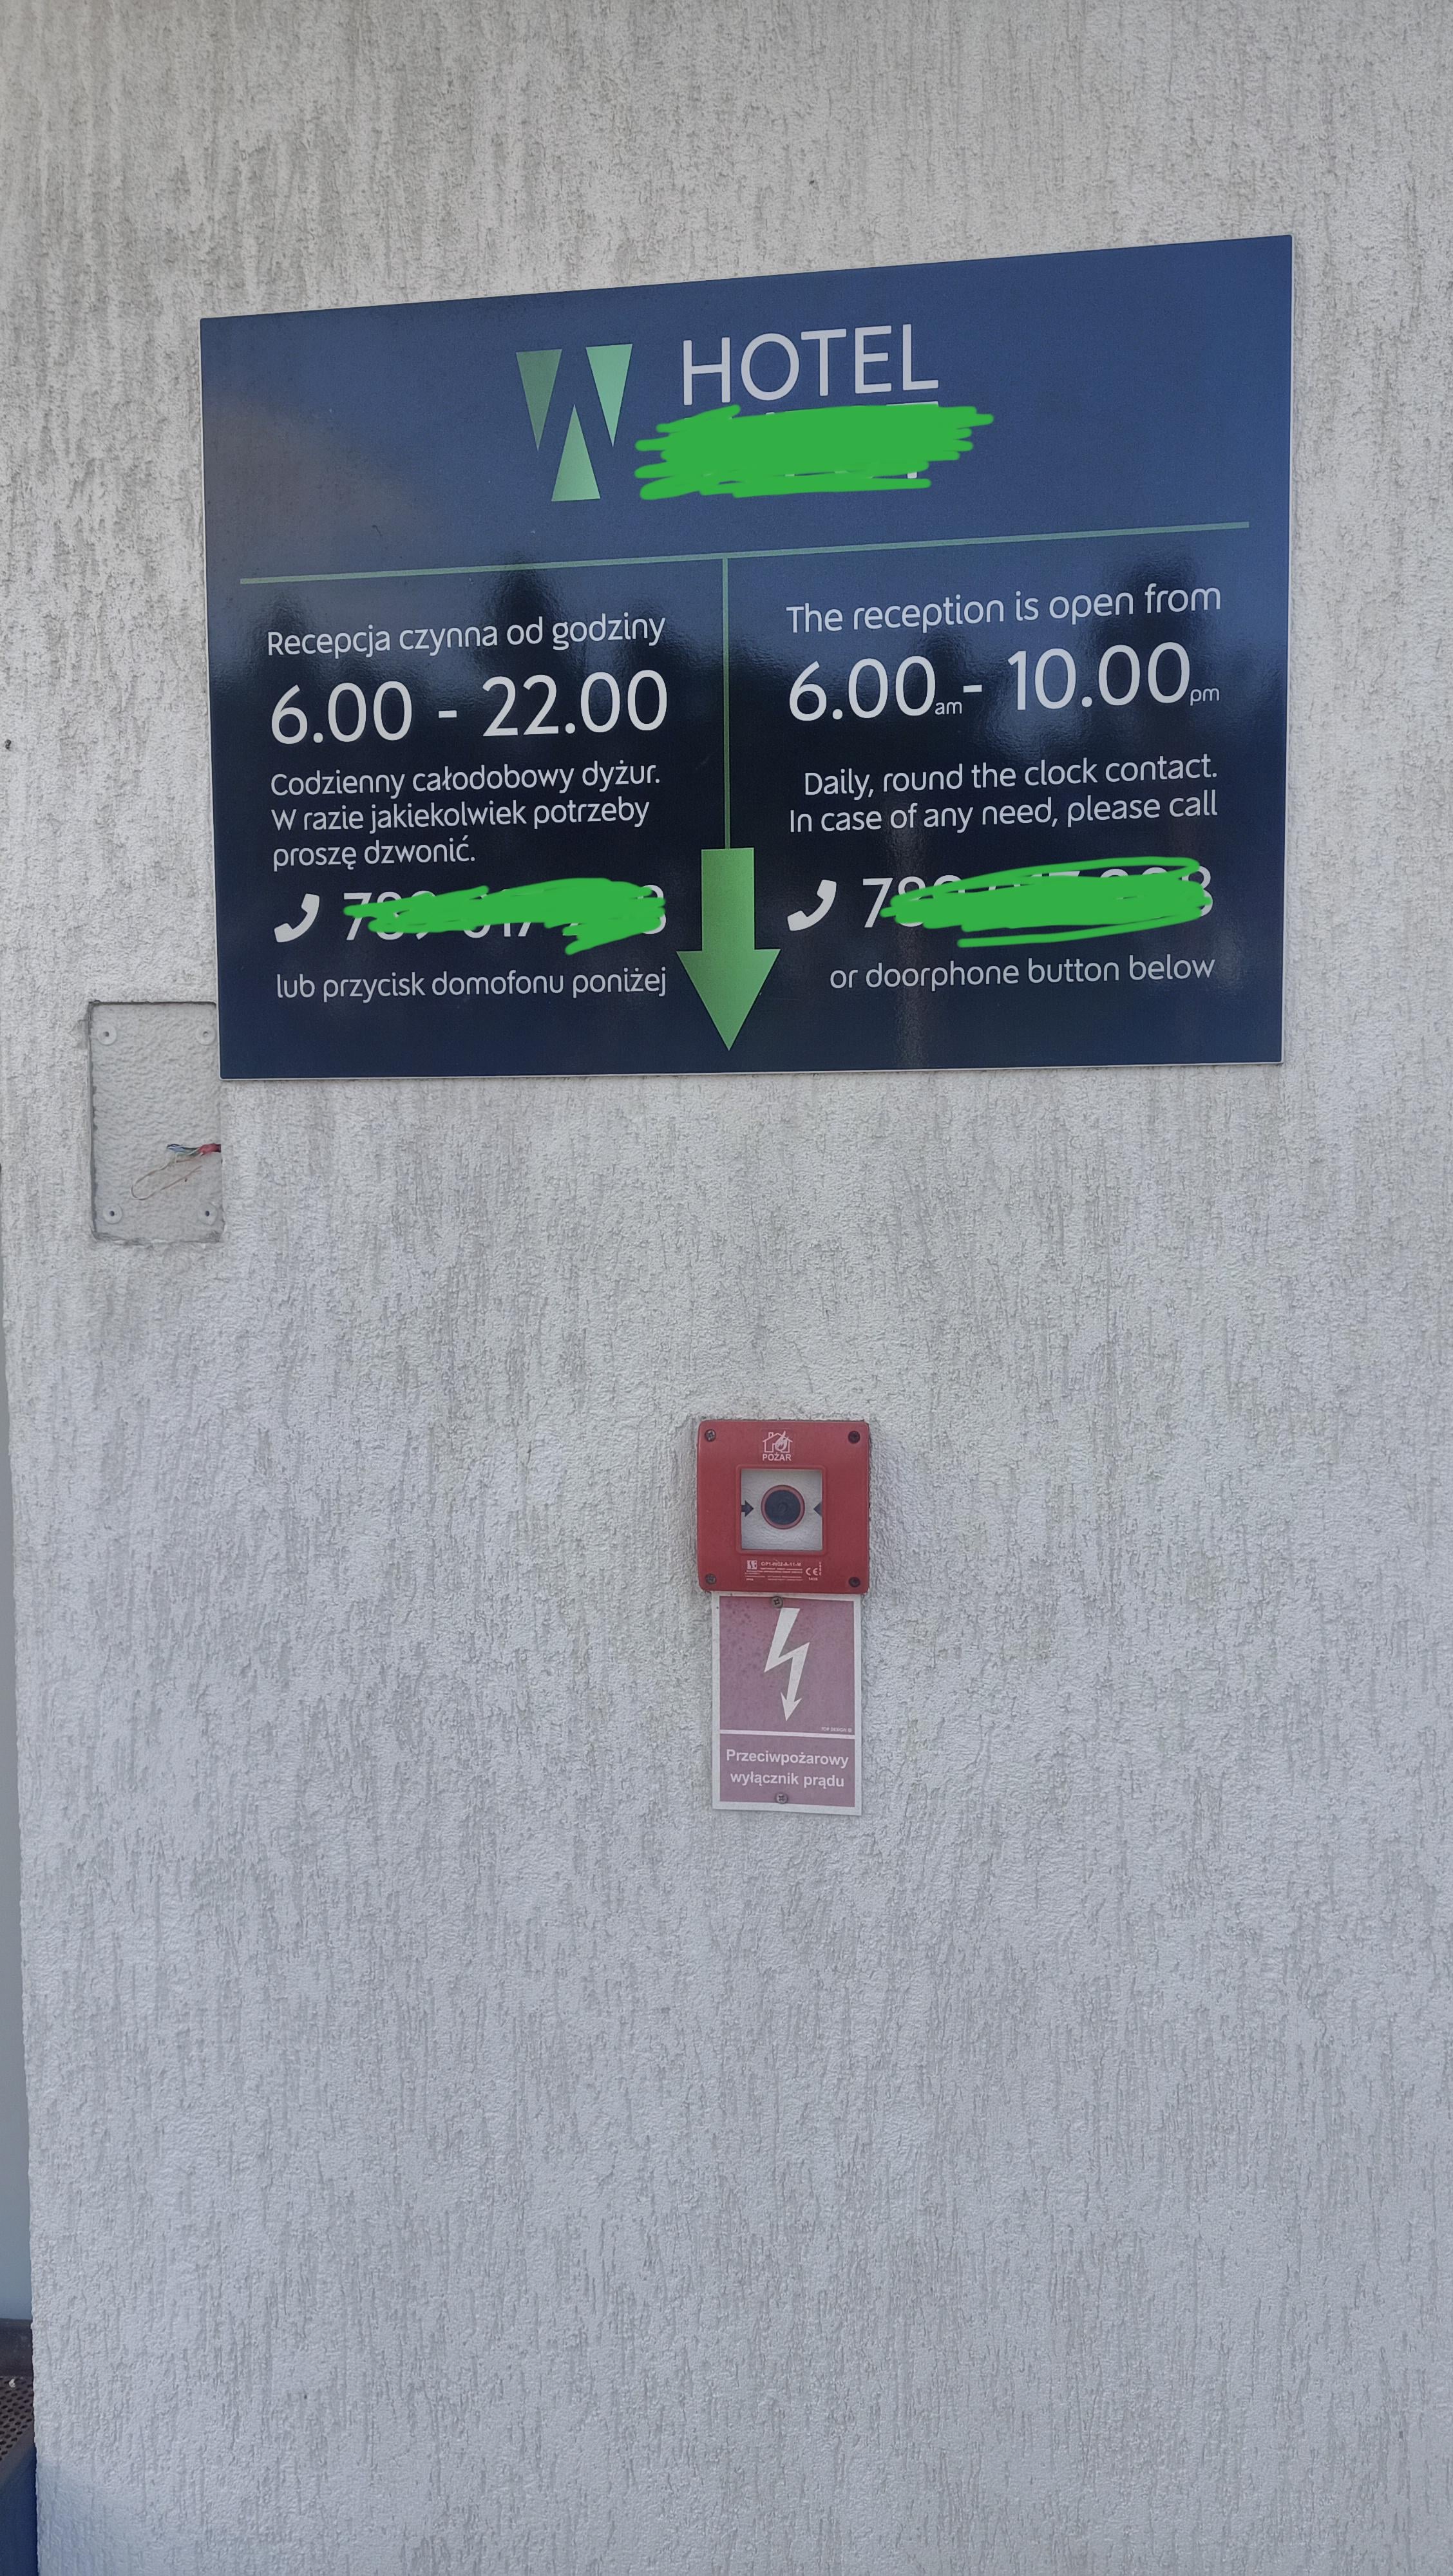 HOTEL
Recepcja czynna od godziny
6.00 - 22.00
Codzienny całodobowy dyżur.
W razie jakiekolwiek potrzeby
proszę dzwonić.
lub przycisk domofonu poniżej
The reception is open from
6.00am - 10.00pm
Daily, round the clock contact.
In case of any need, please call
or doorphone button below
POŻAR
Przeciwpożarowy
wyłącznik prądu